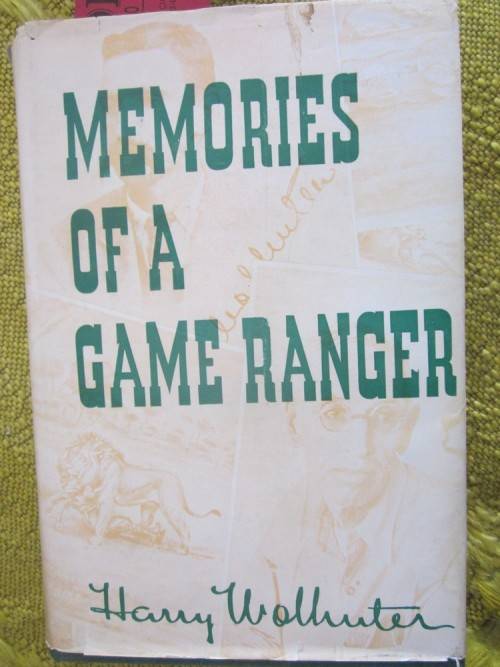 MEMORIES
OF A
GAME RANGER
Harry Wolhuter